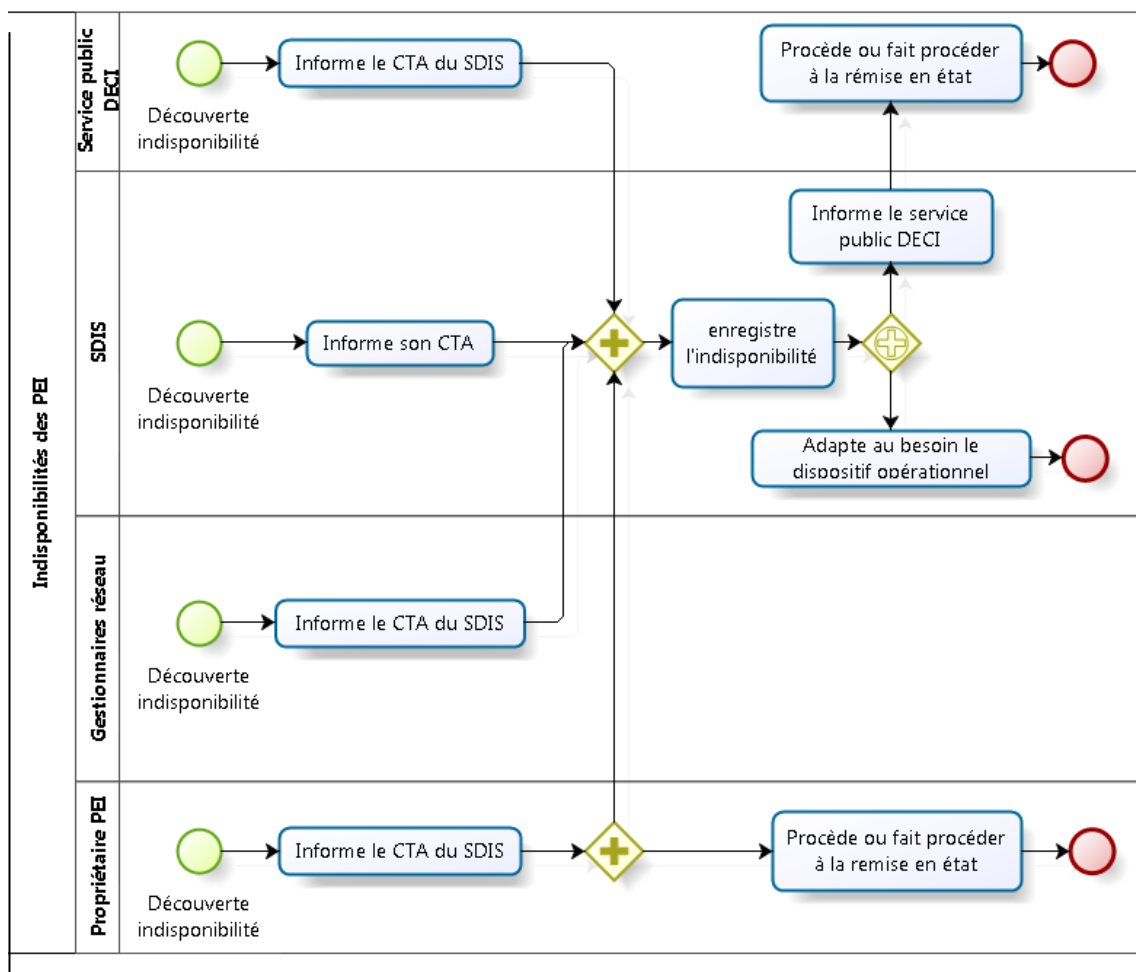 Indisponibilités des PEI
Service public
DECI
Découverte
indisponibilité
Informe le CTA du SDIS
Procède ou fait procéder
à la rémise en état
SDIS
Découverte
indisponibilité
Informe son CTA
enregistre
l'indisponibilité
Informe le service
public DECI
Adapte au besoin le
dispositif opérationnel
Gestionnaires réseau
Découverte
indisponibilité
Informe le CTA du SDIS
Propriétaire PEI
Découverte
indisponibilité
Informe le CTA du SDIS
Procède ou fait procéder
à la remise en état